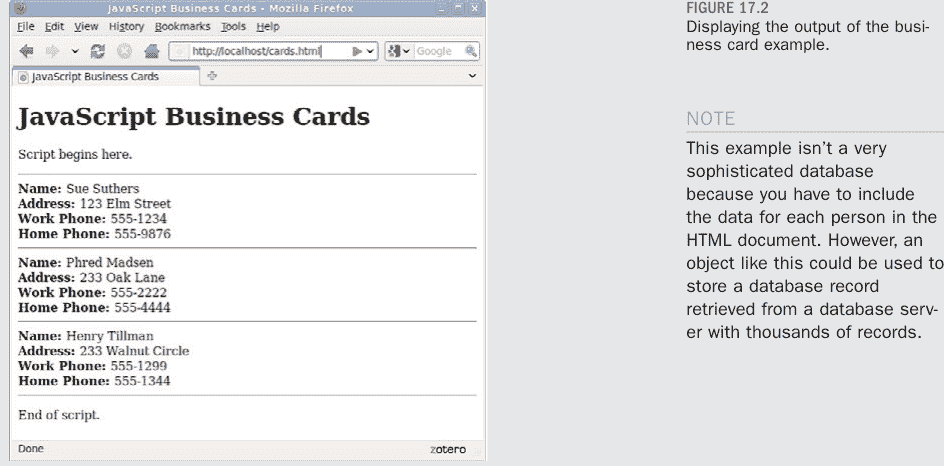 JavaScript Business Cards - Mozilla Firefox
File Edit View History Bookmarks Tools Help
http://localhost/cards.html
Google
JavaScript Business Cards
JavaScript Business Cards
Script begins here.
Name: Sue Suthers
Address: 123 Elm Street
Work Phone: 555-1234
Home Phone: 555-9876
Name: Phred Madsen
Address: 233 Oak Lane
Work Phone: 555-2222
Home Phone: 555-4444
Name: Henry Tillman
Address: 233 Walnut Circle
Work Phone: 555-1299
Home Phone: 555-1344
End of script.
Done
zotero
FIGURE 17.2
Displaying the output of the busi-
ness card example.
NOTE
This example isn't a very
sophisticated database
because you have to include
the data for each person in the
HTML document. However, an
object like this could be used to
store a database record
retrieved from a database serv-
er with thousands of records.